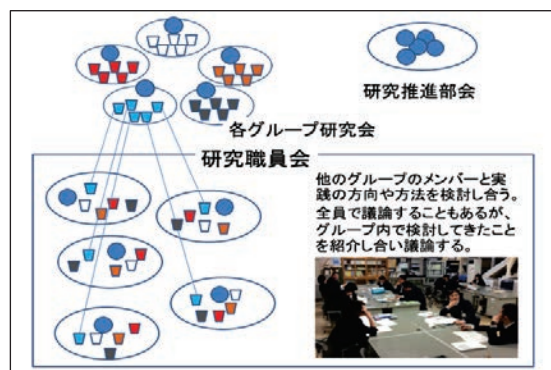 研究推進部会
各グループ研究会
研究職員会
他のグループのメンバーと実
践の方向や方法を検討し合う。
全員で議論することもあるが、
グループ内で検討してきたこと
を紹介し合い議論する。